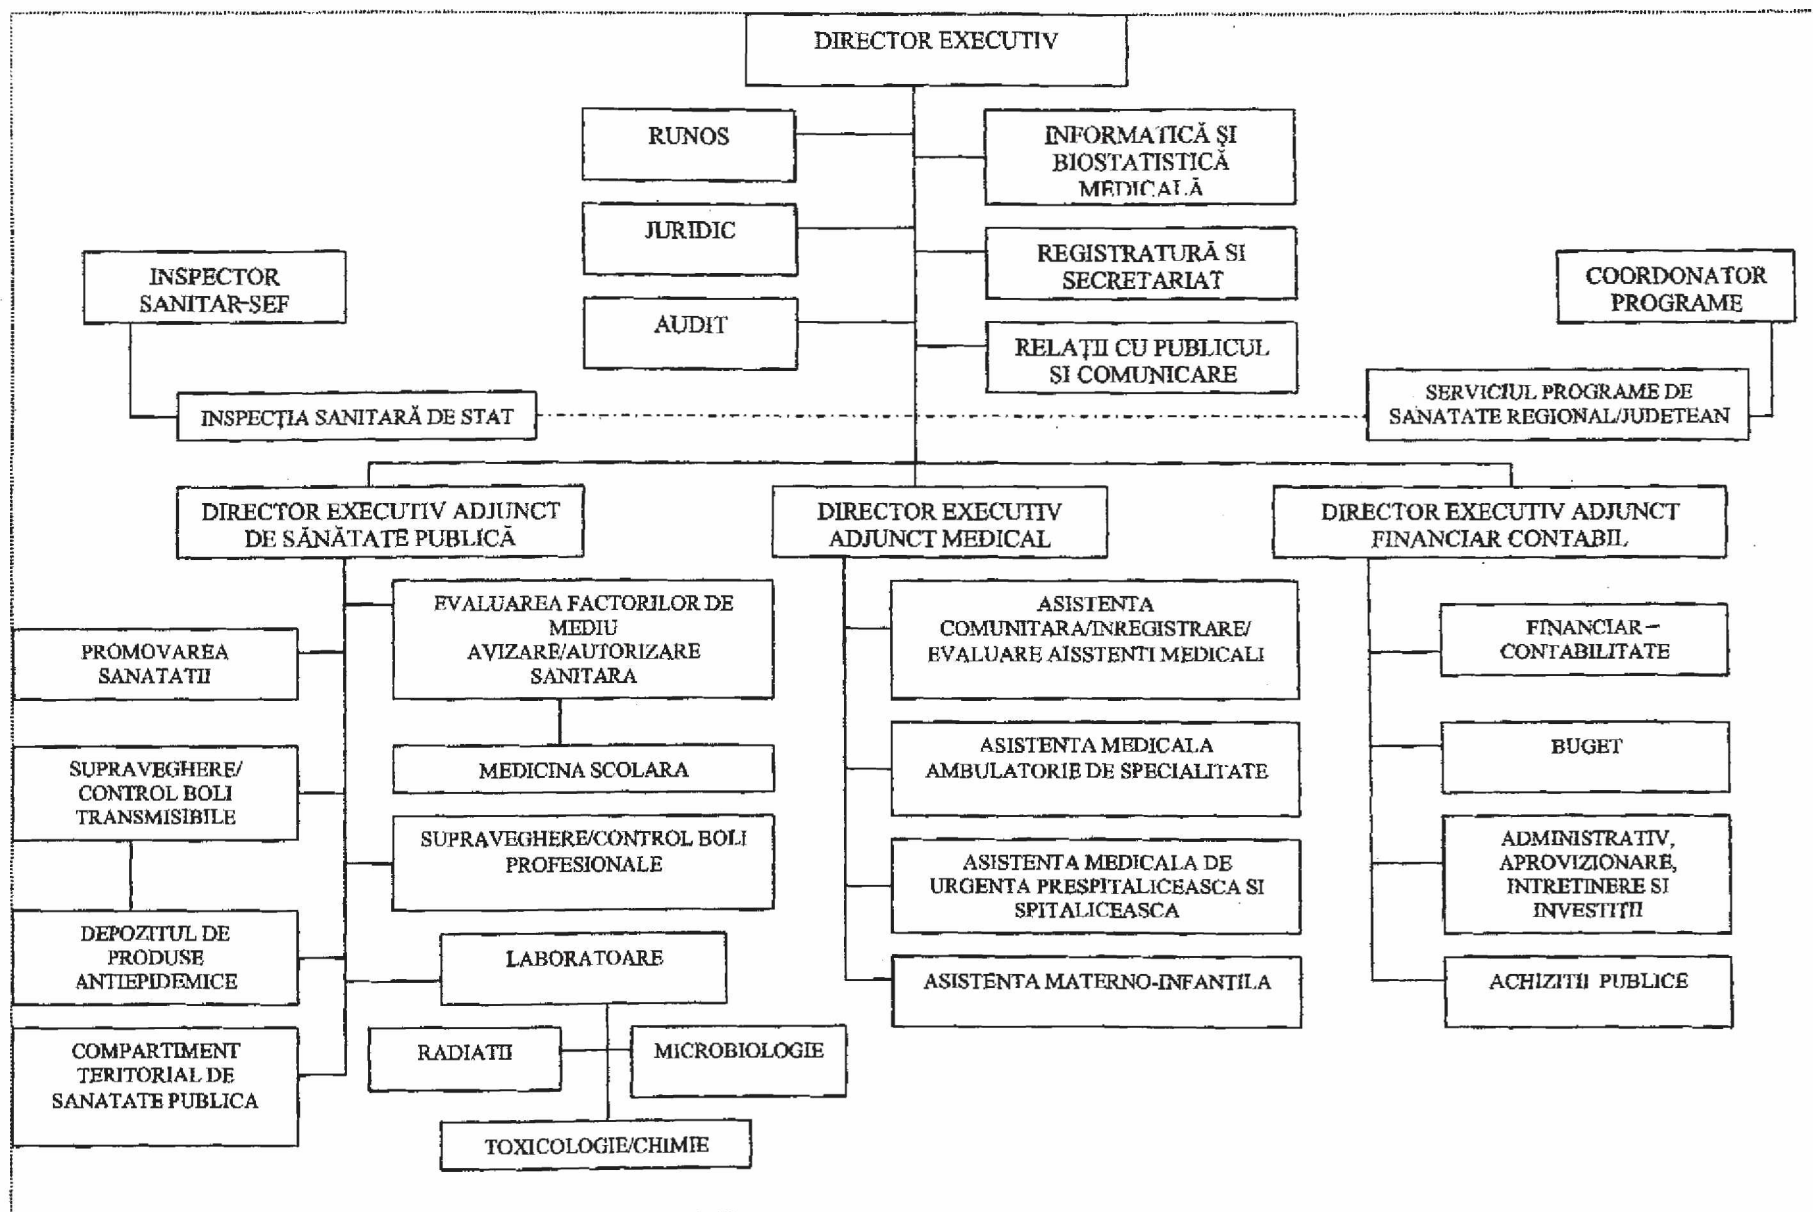 DIRECTOR EXECUTIV
RUNOS
INFORMATICĂ ŞI
BIOSTATISTICĂ
MEDICALĂ
JURIDIC
REGISTRATURĂ SI
SECRETARIAT
INSPECTOR
SANITAR-SEF
COORDONATOR
PROGRAME
AUDIT
RELAŢII CU PUBLICUL
SI COMUNICARE
INSPECŢIA SANITARĂ DE STAT
SERVICIUL PROGRAME DE
SANATATE REGIONAL/JUDETEAN
DIRECTOR EXECUTIV ADJUNCT
DE SĂNĂTATE PUBLICĂ
DIRECTOR EXECUTIV
ADJUNCT MEDICAL
DIRECTOR EXECUTIV ADJUNCT
FINANCIAR CONTABIL
PROMOVAREA
SANATATII
EVALUAREA FACTORILOR DE
MEDIU
AVIZARE/AUTORIZARE
SANITARA
SUPRAVEGHERE/
CONTROL BOLI
TRANSMISIBILE
MEDICINA SCOLARA
SUPRAVEGHERE/CONTROL BOLI
PROFESIONALE
DEPOZITUL DE
PRODUSE
ANTIEPIDEMICE
LABORATOARE
COMPARTIMENT
TERITORIAL DE
SANATATE PUBLICA
RADIATII
MICROBIOLOGIE
TOXICOLOGIE/CHIMIE
ASISTENTA
COMUNITARA/INREGISTRARE/
EVALUARE AISSTENTI MEDICALI
ASISTENTA MEDICALA
AMBULATORIE DE SPECIALITATE
ASISTENTA MEDICALA DE
URGENTA PRESPITALICEASCA SI
SPITALICEASCA
ASISTENTA MATERNO-INFANTILA
FINANCIAR–
CONTABILITATE
BUGET
ADMINISTRATIV,
APROVIZIONARE,
INTRETINERE SI
INVESTITII
ACHIZITII PUBLICE